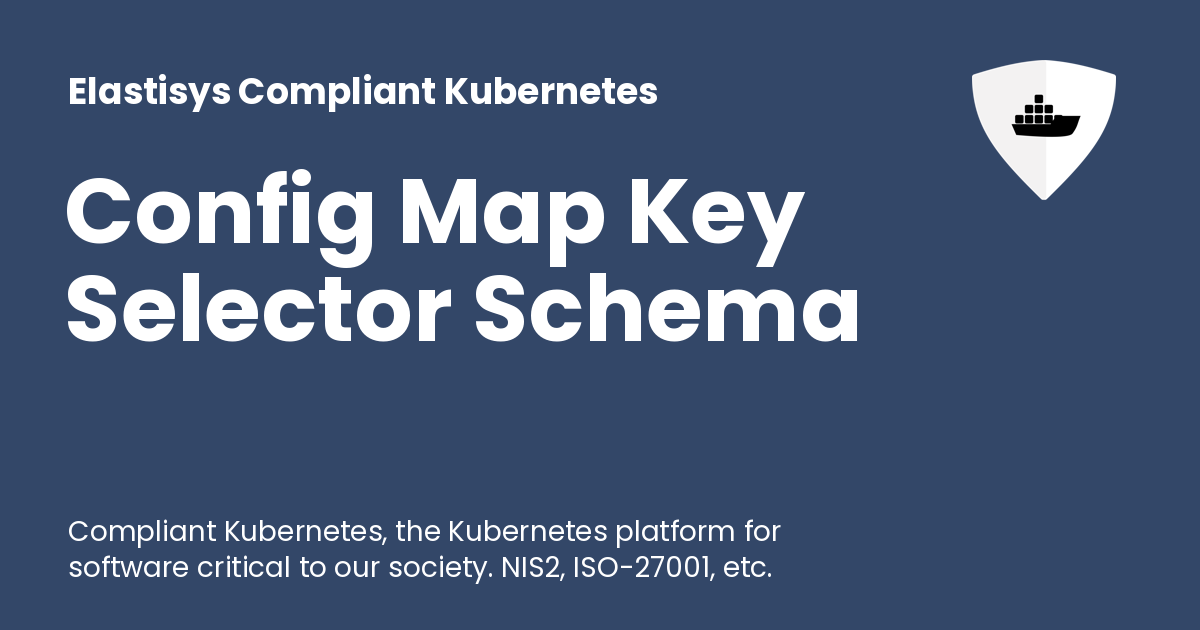 Elastisys Compliant Kubernetes
Config Map Key
Selector Schema
Compliant Kubernetes, the Kubernetes platform for
software critical to our society. NIS2, ISO-27001, etc.